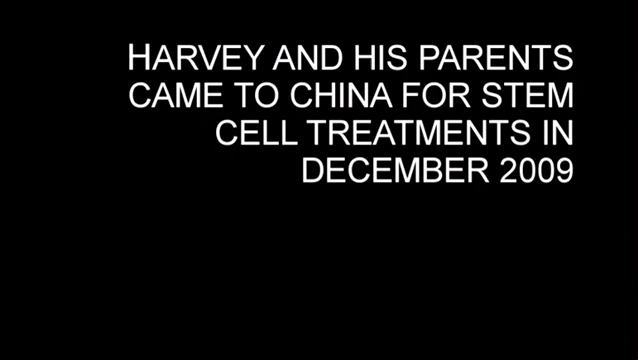 HARVEY AND HIS PARENTS
CAME TO CHINA FOR STEM
CELL TREATMENTS IN
DECEMBER 2009